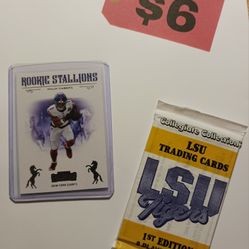 $6
ROOKIE STALLIONS
NEW YORK GIANTS
Collegiate Collection
LSU
TRADING CARDS
LSU
Tigers
1ST EDITION